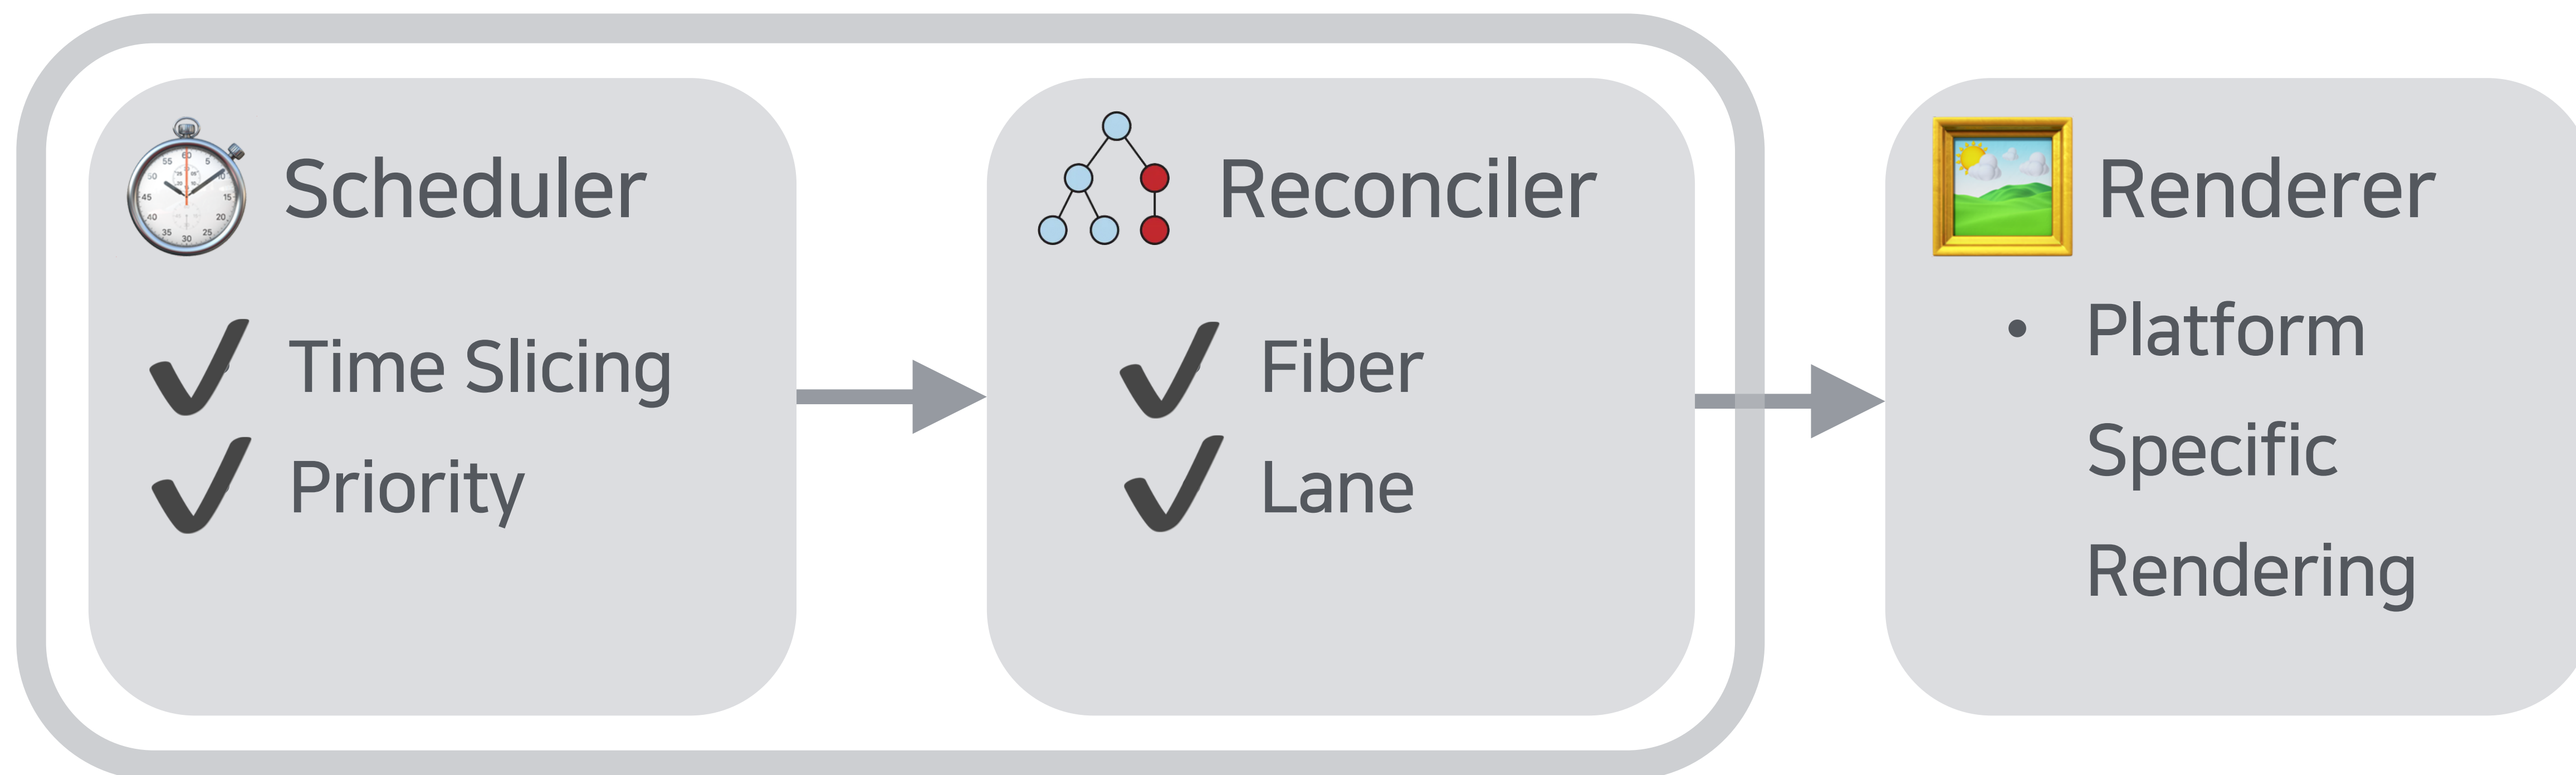 Scheduler
✔ Time Slicing
✔ Priority
Reconciler
✔ Fiber
✔ Lane
Renderer
• Platform
Specific
Rendering